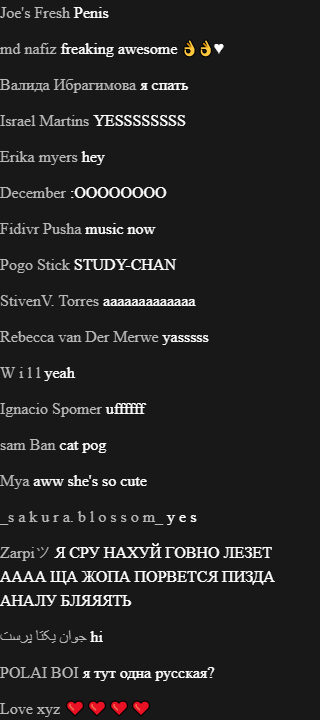 Joe's Fresh Penis
md nafiz freaking awesome 👌👌♥
Валида Ибрагимова я спать
Israel Martins YESSSSSSSS
Erika myers hey
December :OOOOOOOO
Fidivr Pusha music now
Pogo Stick STUDY-CHAN
StivenV. Torres aaaaaaaaaaaaa
Rebecca van Der Merwe yasssss
W i l l yeah
Ignacio Spomer uffffff
sam Ban cat pog
Mya aww she's so cute
_s a k u r a. b l o s s o m_ y e s
Zarpiツ Я СРУ НАХУЙ ГОВНО ЛЕЗЕТ
АААА ЩА ЖОПА ПОРВЕТСЯ ПИЗДА
АНАЛУ БЛЯЯЯТЬ
جوان یکتا پرست hi
POLAI BOI я тут одна русская?
Love xyz ❤️❤️❤️❤️